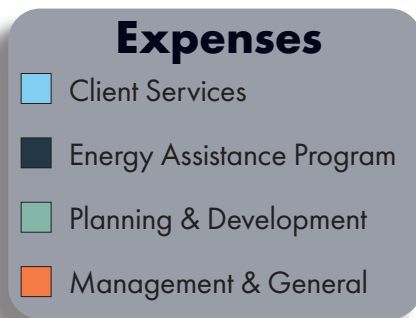 Expenses
Client Services
Energy Assistance Program
Planning & Development
Management & General